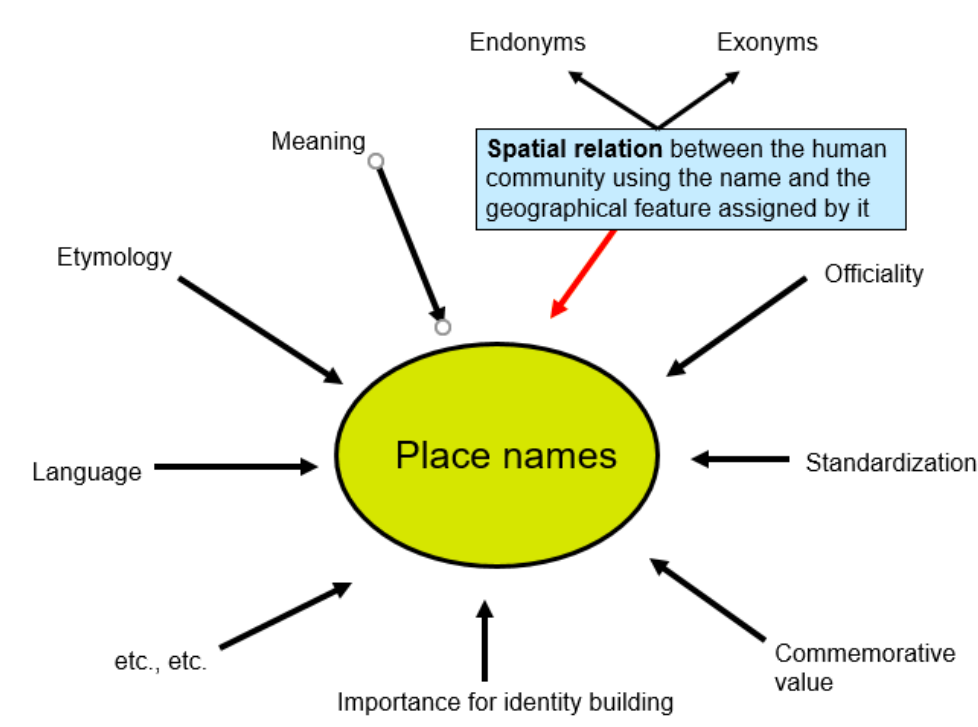 Endonyms
Exonyms
Meaning
Spatial relation between the human
community using the name and the
geographical feature assigned by it
Etymology
Officiality
Place names
Language
Standardization
etc., etc.
Commemorative
value
Importance for identity building